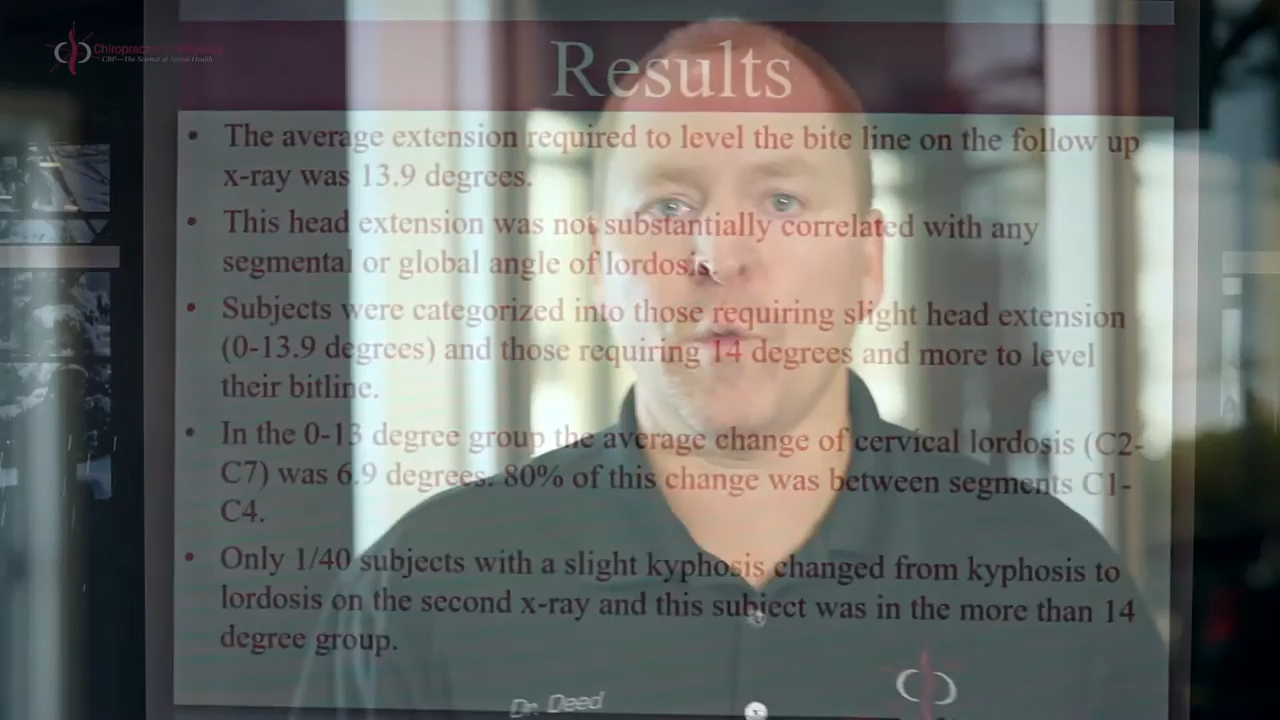 Results
CBP—The Science of Spinal Health
• The average extension required to level the bite line on the follow up
x-ray was 13.9 degrees.
• This head extension was not substantially correlated with any
segmental or global angle of lordosis.
• Subjects were categorized into those requiring slight head extension
(0-13.9 degrees) and those requiring 14 degrees and more to level
their bitline.
• In the 0-13 degree group the average change of cervical lordosis (C2-
C7) was 6.9 degrees. 80% of this change was between segments C1-
C4.
• Only 1/40 subjects with a slight kyphosis changed from kyphosis to
lordosis on the second x-ray and this subject was in the more than 14
degree group.
Dr. Deed